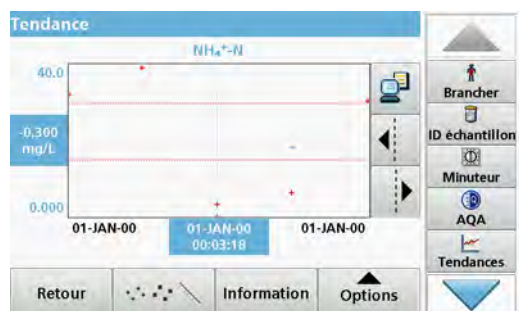 Tendance
NH₄⁺-N
40.0
-0.300
mg/L
0.000
01-JAN-00
01-JAN-00
00:03:18
01-JAN-00
Retour
Information
Options
Brancher
ID échantillon
Minuteur
AQA
Tendances